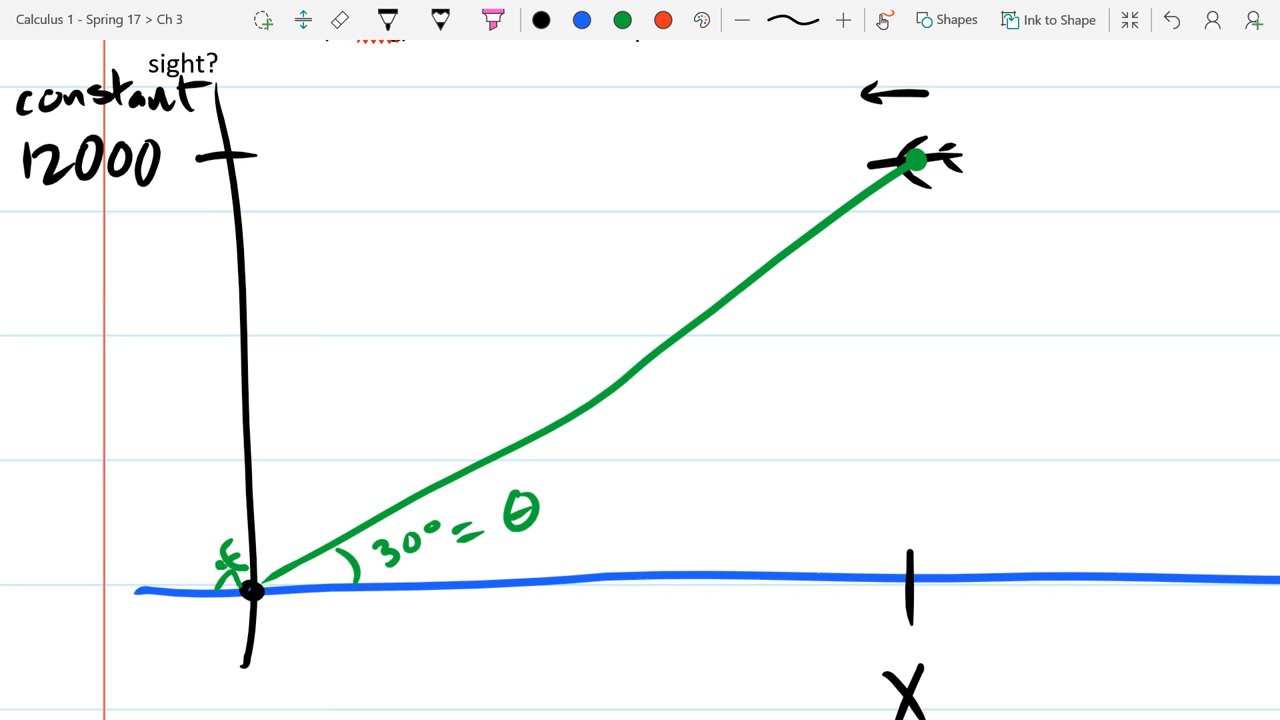 Calculus 1 - Spring 17 > Ch 3
Shapes
Ink to Shape
sight?
constant
12000
30° = θ
X